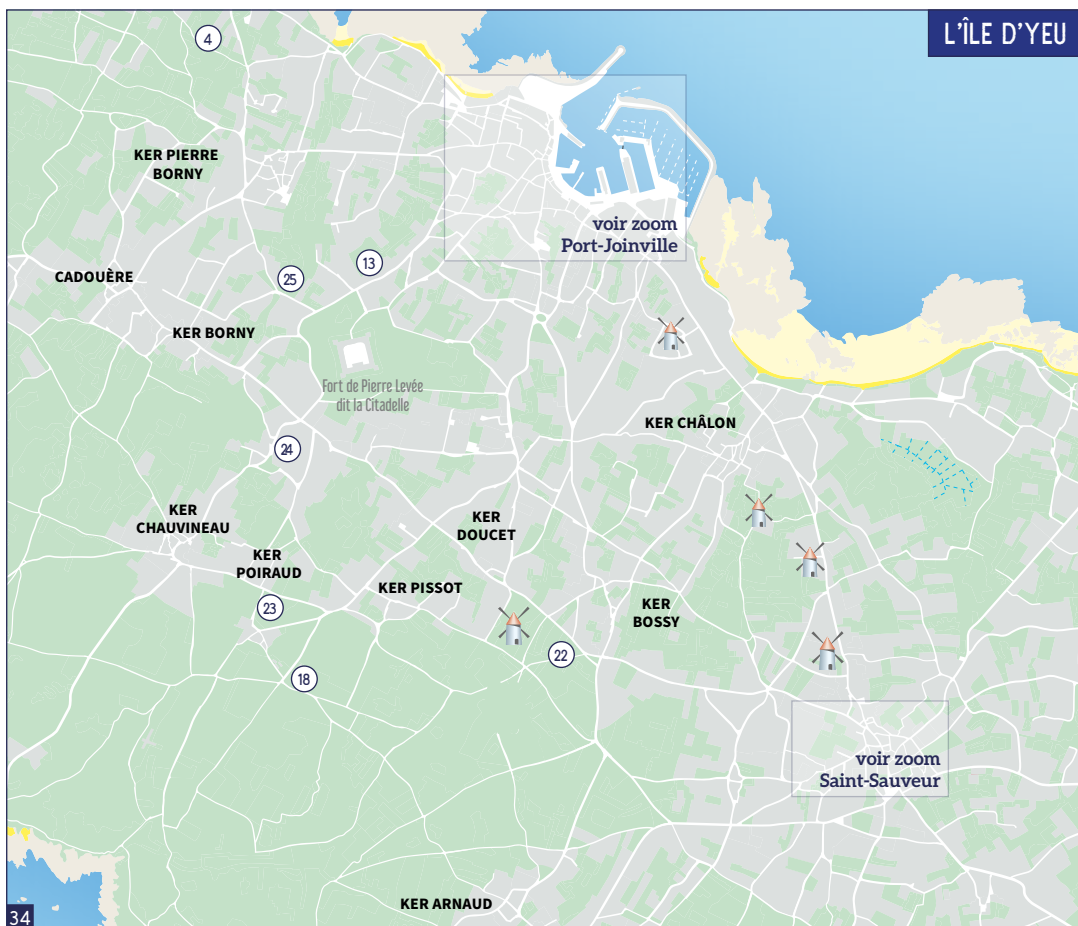 L'ÎLE D'YEU
4
KER PIERRE
BORNY
voir zoom
Port-Joinville
13
CADOUÈRE
25
KER BORNY
Fort de Pierre Levée
dit la Citadelle
KER CHÂLON
24
KER
CHAUVINEAU
KER
DOUCET
KER
POIRAUD
KER PISSOT
23
KER
BOSSY
22
18
voir zoom
Saint-Sauveur
KER ARNAUD
34